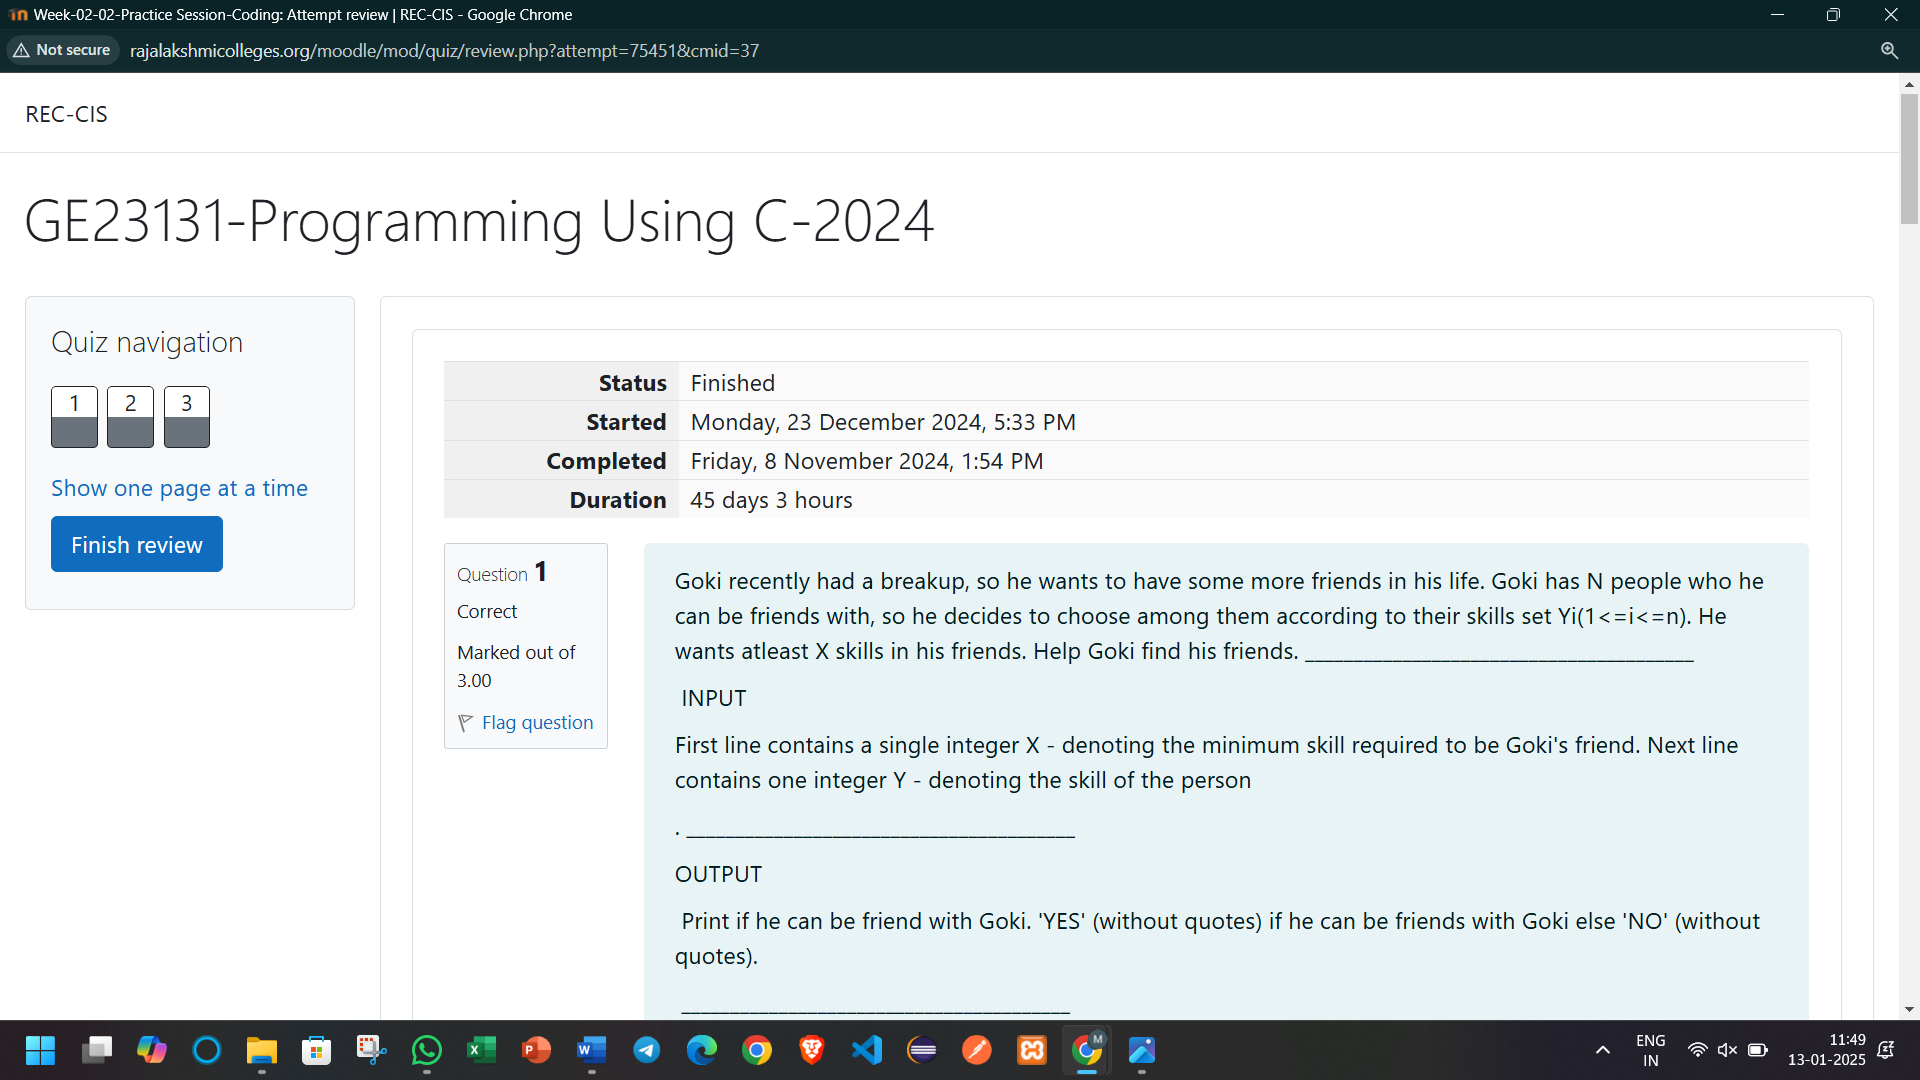 Week-02-02-Practice Session-Coding: Attempt review | REC-CIS - Google Chrome
Not secure
rajalakshmicolleges.org/moodle/mod/quiz/review.php?attempt=75451&cmid=37
REC-CIS
GE23131-Programming Using C-2024
Quiz navigation
1 2 3
Show one page at a time
Finish review
Status Finished
Started Monday, 23 December 2024, 5:33 PM
Completed Friday, 8 November 2024, 1:54 PM
Duration 45 days 3 hours
Question 1
Correct
Marked out of
3.00
Flag question
Goki recently had a breakup, so he wants to have some more friends in his life. Goki has N people who he
can be friends with, so he decides to choose among them according to their skills set Yi(1<=i<=n). He
wants atleast X skills in his friends. Help Goki find his friends. ________________________________________
INPUT
First line contains a single integer X - denoting the minimum skill required to be Goki's friend. Next line
contains one integer Y - denoting the skill of the person
. ________________________________________
OUTPUT
Print if he can be friend with Goki. 'YES' (without quotes) if he can be friends with Goki else 'NO' (without
quotes).
________________________________________
M
ENG
IN
11:49
13-01-2025